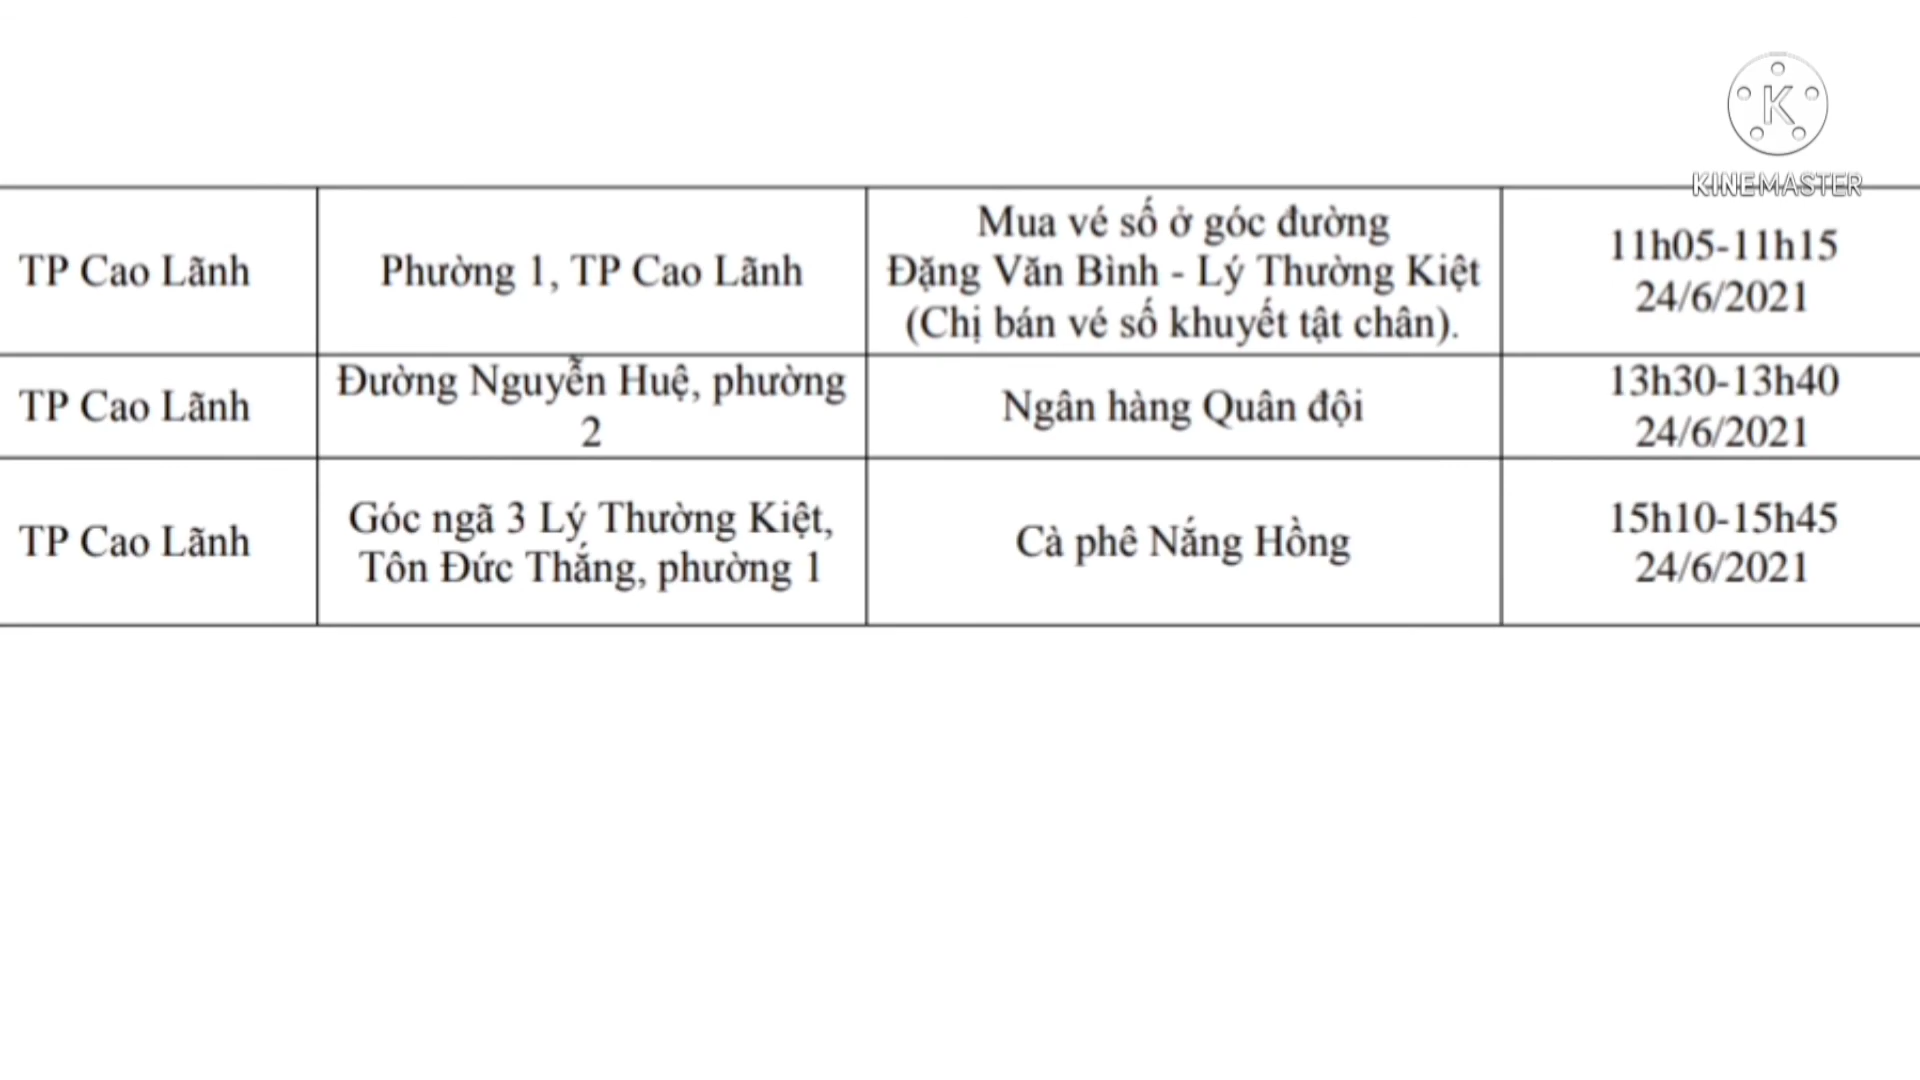 KINEMASTER
TP Cao Lãnh
Phường 1, TP Cao Lãnh
Mua vé số ở góc đường
Đặng Văn Bình - Lý Thường Kiệt
(Chị bán vé số khuyết tật chân).
11h05-11h15
24/6/2021
TP Cao Lãnh
Đường Nguyễn Huệ, phường
2
Ngân hàng Quân đội
13h30-13h40
24/6/2021
TP Cao Lãnh
Góc ngã 3 Lý Thường Kiệt,
Tôn Đức Thắng, phường 1
Cà phê Nắng Hồng
15h10-15h45
24/6/2021